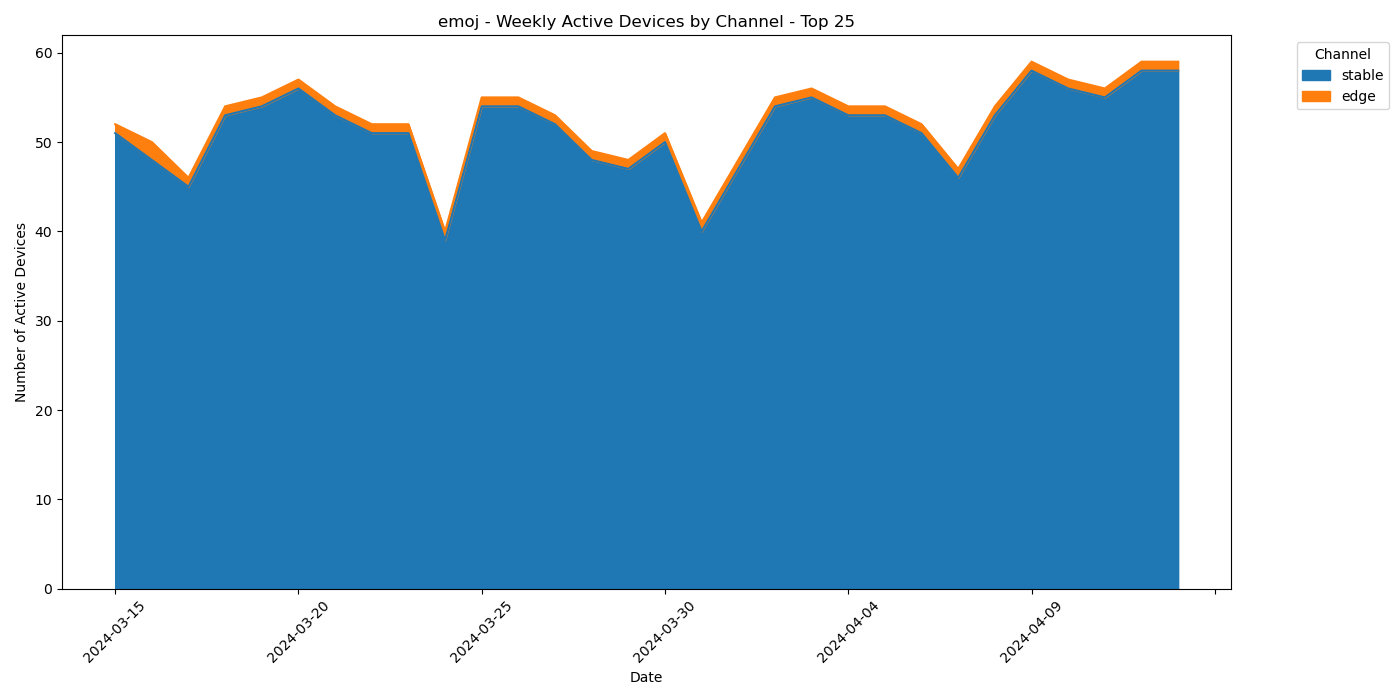 emoj - Weekly Active Devices by Channel - Top 25
Channel
stable
edge
Number of Active Devices
60
50
40
30
20
10
0
2024-03-15
2024-03-20
2024-03-25
2024-03-30
2024-04-04
2024-04-09
Date